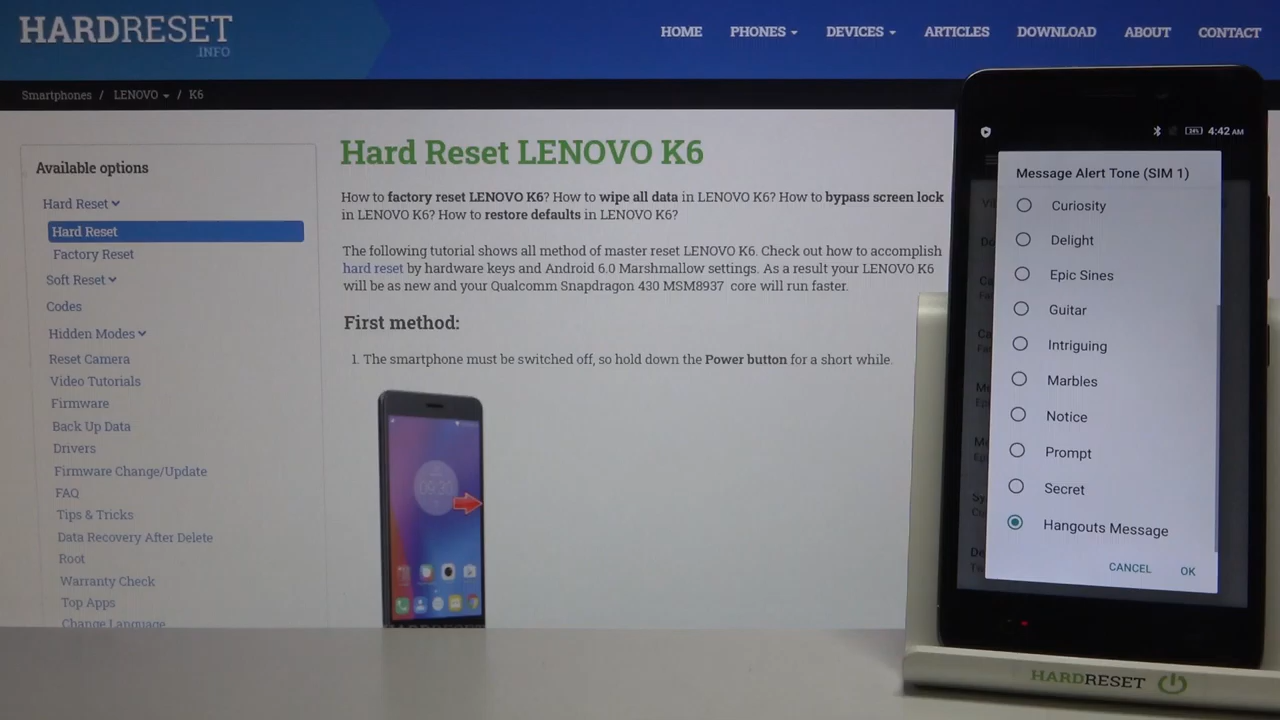 HARDRESET
.INFO
HOME PHONES DEVICES ARTICLES DOWNLOAD ABOUT CONTACT
Smartphones / LENOVO / K6
Available options
Hard Reset
Hard Reset
Factory Reset
Soft Reset
Codes
Hidden Modes
Reset Camera
Video Tutorials
Firmware
Back Up Data
Drivers
Firmware Change/Update
FAQ
Tips & Tricks
Data Recovery After Delete
Root
Warranty Check
Top Apps
Change Language
Hard Reset LENOVO K6
How to factory reset LENOVO K6? How to wipe all data in LENOVO K6? How to bypass screen lock
in LENOVO K6? How to restore defaults in LENOVO K6?
The following tutorial shows all method of master reset LENOVO K6. Check out how to accomplish
hard reset by hardware keys and Android 6.0 Marshmallow settings. As a result your LENOVO K6
will be as new and your Qualcomm Snapdragon 430 MSM8937 core will run faster.
First method:
1. The smartphone must be switched off, so hold down the Power button for a short while.
4:42 AM
Message Alert Tone (SIM 1)
Curiosity
Delight
Epic Sines
Guitar
Intriguing
Marbles
Notice
Prompt
Secret
Hangouts Message
CANCEL OK
HARDRESET